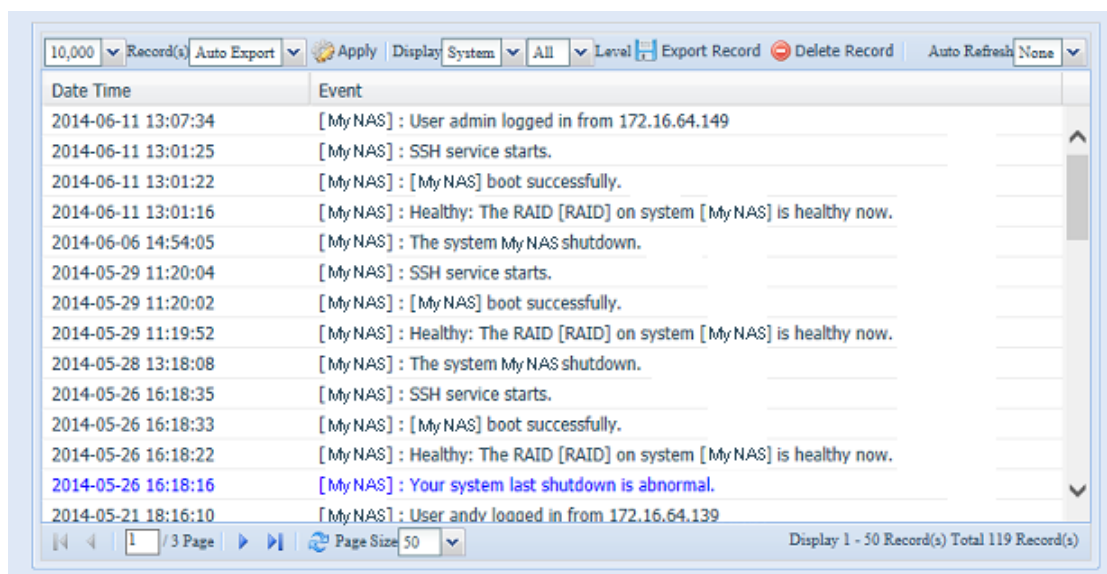 10,000 Record(s) Auto Export Apply Display System All Level Export Record Delete Record Auto Refresh None
Date Time Event
2014-06-11 13:07:34 [MyNAS] : User admin logged in from 172.16.64.149
2014-06-11 13:01:25 [MyNAS] : SSH service starts.
2014-06-11 13:01:22 [MyNAS] : [MyNAS] boot successfully.
2014-06-11 13:01:16 [MyNAS] : Healthy: The RAID [RAID] on system [MyNAS] is healthy now.
2014-06-06 14:54:05 [MyNAS] : The system MyNAS shutdown.
2014-05-29 11:20:04 [MyNAS] : SSH service starts.
2014-05-29 11:20:02 [MyNAS] : [MyNAS] boot successfully.
2014-05-29 11:19:52 [MyNAS] : Healthy: The RAID [RAID] on system [MyNAS] is healthy now.
2014-05-28 13:18:08 [MyNAS] : The system MyNAS shutdown.
2014-05-26 16:18:35 [MyNAS] : SSH service starts.
2014-05-26 16:18:33 [MyNAS] : [MyNAS] boot successfully.
2014-05-26 16:18:22 [MyNAS] : Healthy: The RAID [RAID] on system [MyNAS] is healthy now.
2014-05-26 16:18:16 [MyNAS] : Your system last shutdown is abnormal.
2014-05-21 18:16:10 [MyNAS] : User andy logged in from 172.16.64.139
1 / 3 Page Page Size 50 Display 1 - 50 Record(s) Total 119 Record(s)